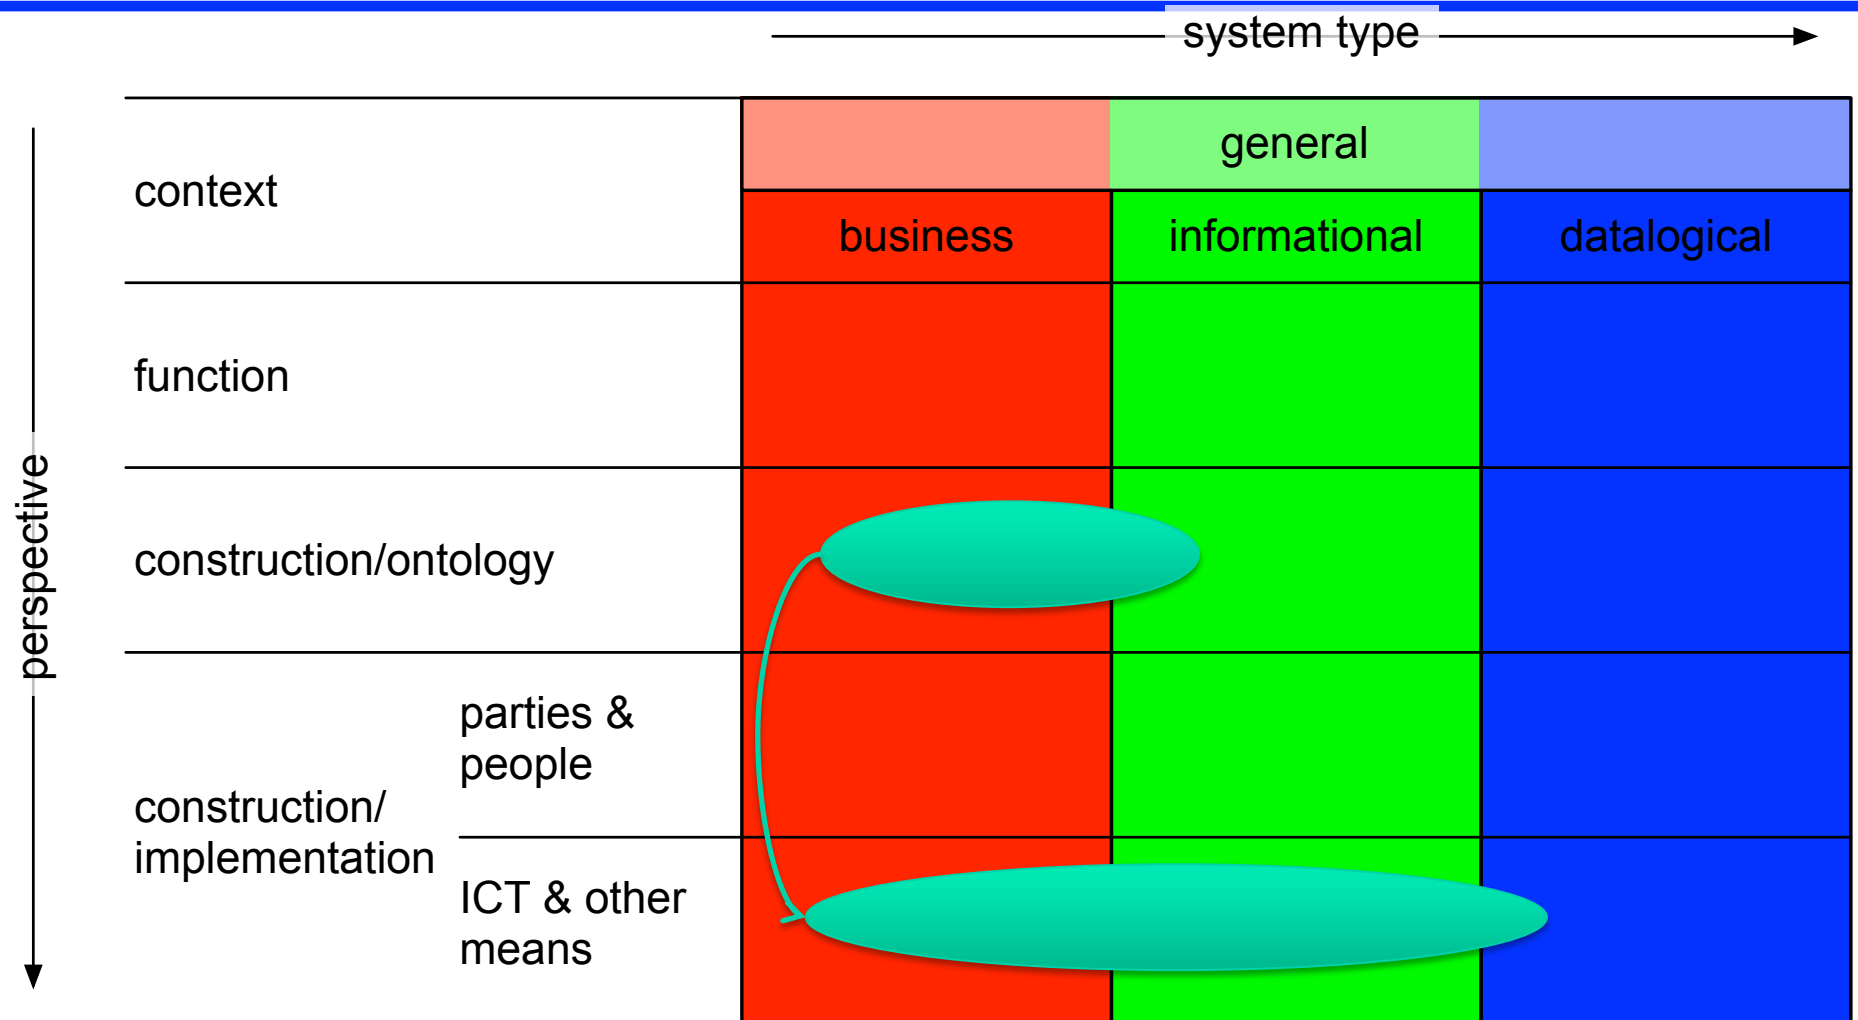 system type
general
context
business
informational
datalogical
function
perspective
construction/ontology
parties &
people
construction/
implementation
ICT & other
means